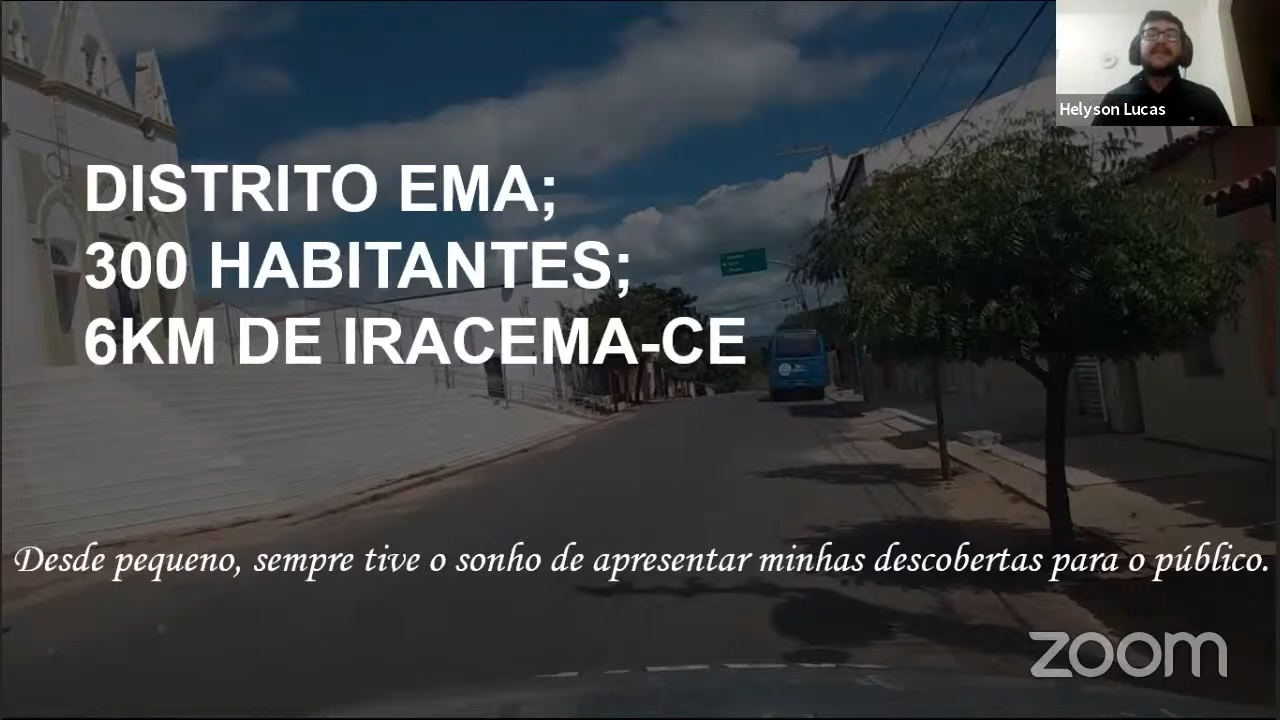 Helyson Lucas
DISTRITO EMA;
300 HABITANTES;
6KM DE IRACEMA-CE
Desde pequeno, sempre tive o sonho de apresentar minhas descobertas para o público.
zoom